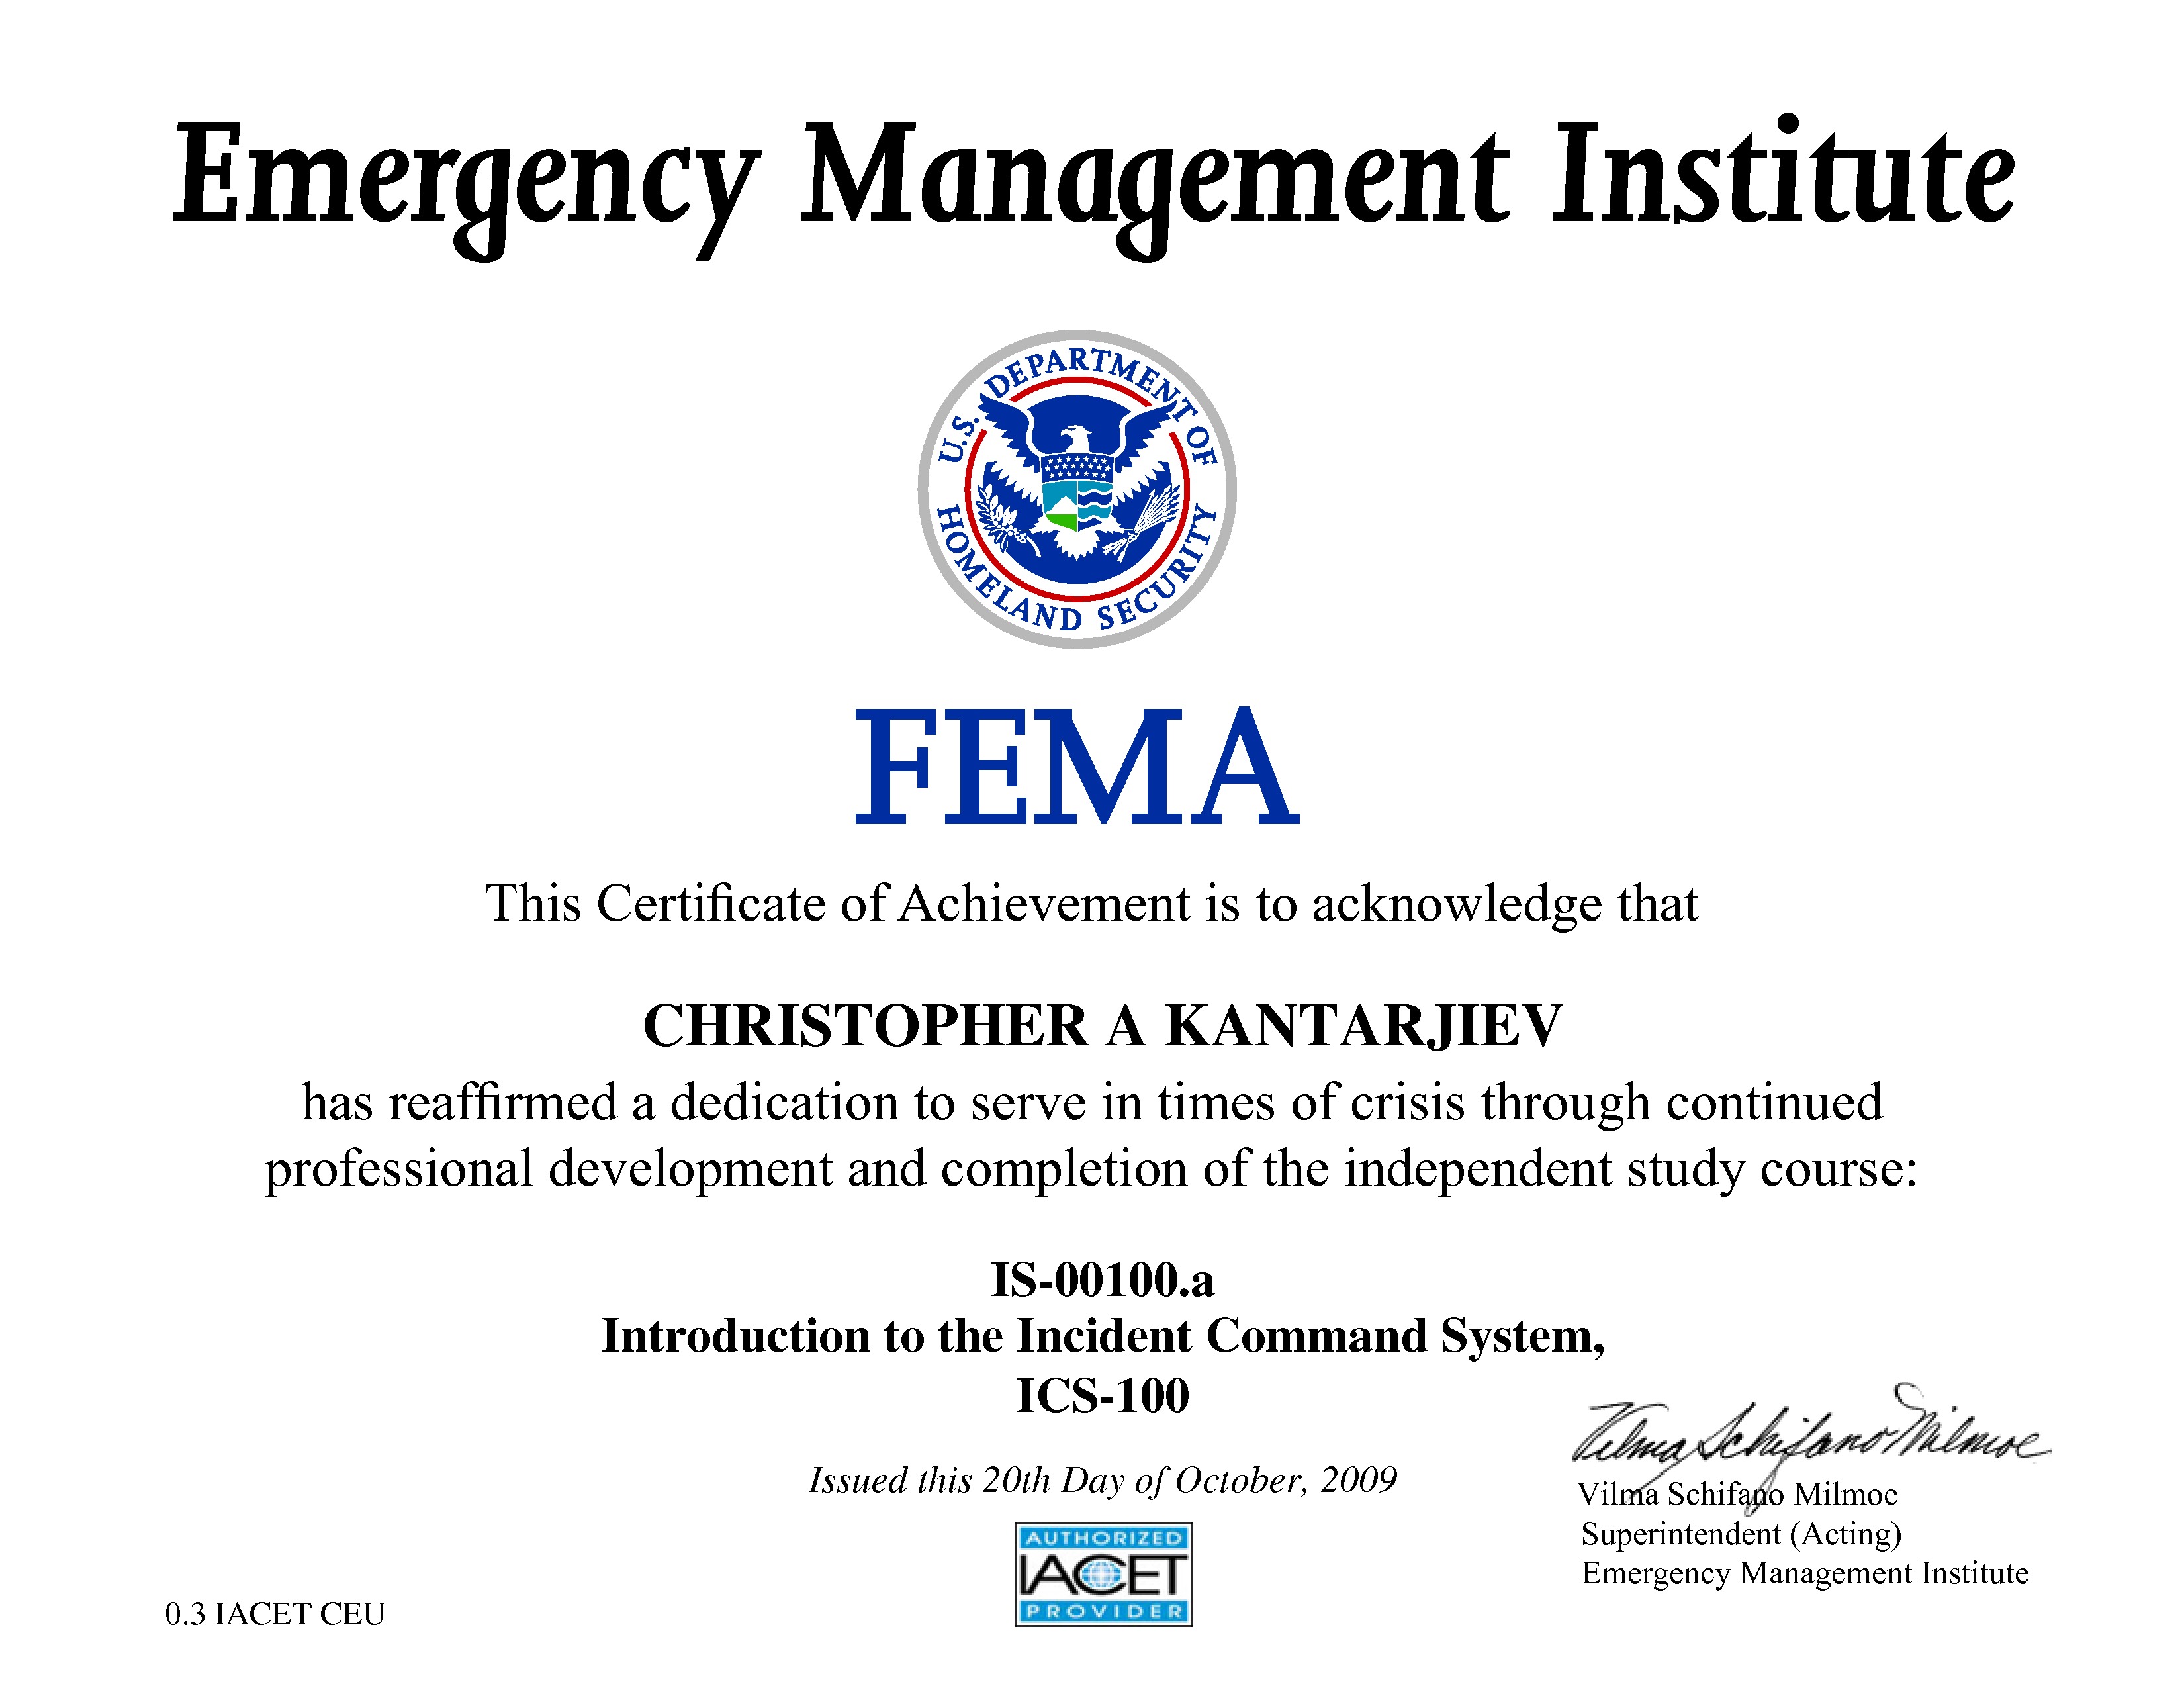 Emergency Management Institute
U.S. DEPARTMENT OF HOMELAND SECURITY
FEMA
This Certificate of Achievement is to acknowledge that
CHRISTOPHER A KANTARJIEV
has reaffirmed a dedication to serve in times of crisis through continued
professional development and completion of the independent study course:
IS-00100.a
Introduction to the Incident Command System,
ICS-100
Issued this 20th Day of October, 2009
Vilma Schifano Milmoe
Vilma Schifano Milmoe
Superintendent (Acting)
Emergency Management Institute
AUTHORIZED
IACET
PROVIDER
0.3 IACET CEU